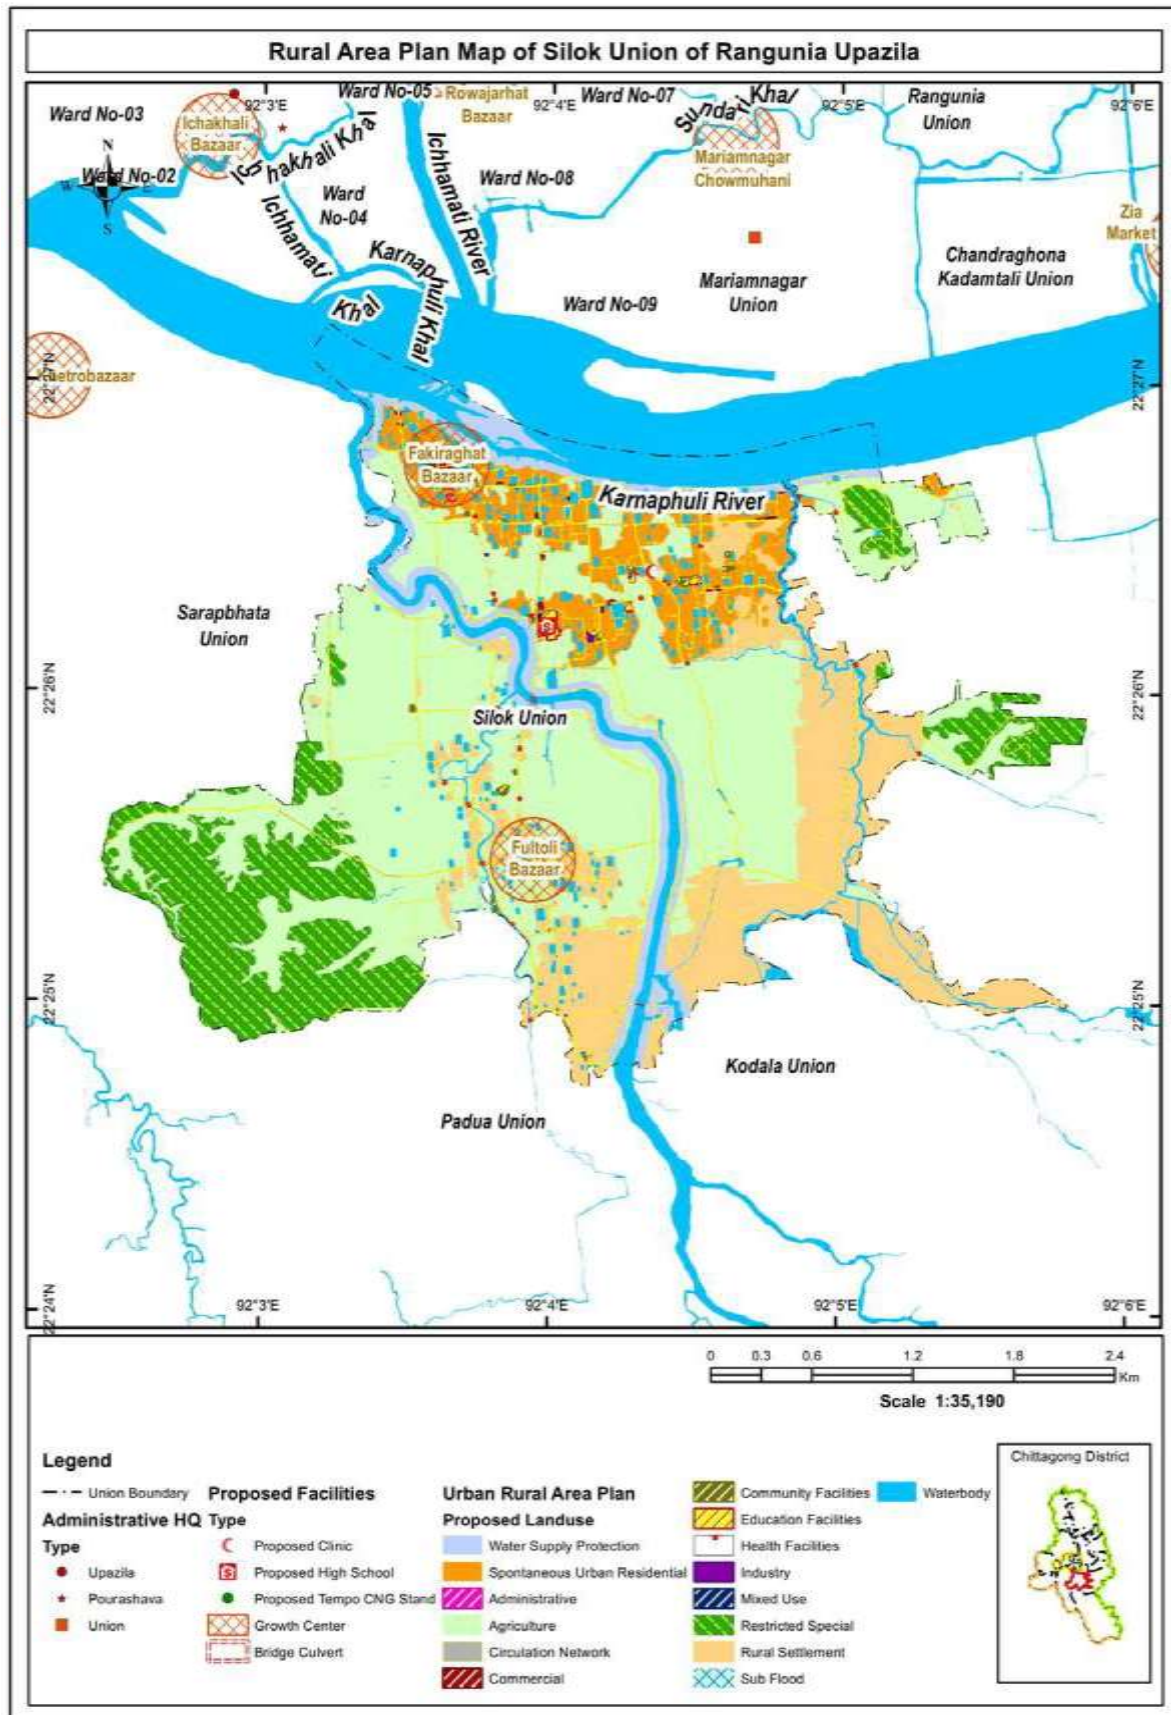 Rural Area Plan Map of Silok Union of Rangunia Upazila
92°3'E
92°4'E
92°5'E
92°6'E
Ward No-03
Ichakhali
Bazaar
Ward No-05
Rowajarhat
Bazaar
Ward No-07
Sundari Khal
Rangunia
Union
N
W
E
S
Ward No-02
Ichhakhali Khal
Ward
No-04
Ichhamati River
Ward No-08
Mariamnagar
Chowmuhani
Zia
Market
Ichhamati
Khal
Karnaphuli Khal
Mariamnagar
Union
Ward No-09
Chandraghona
Kadamtali Union
22°27'N
22°27'N
Fakiraghat
Bazaar
Karnaphuli River
Sarapbhata
Union
22°26'N
22°26'N
Silok Union
Fultoli
Bazaar
22°25'N
22°25'N
Kodala Union
Padua Union
22°24'N
92°3'E
92°4'E
92°5'E
92°6'E
0 0.3 0.6 1.2 1.8 2.4
Km
Scale 1:35,190
Legend
Union Boundary
Administrative HQ
Type
Upazila
Pourashava
Union
Proposed Facilities
Type
Proposed Clinic
S Proposed High School
Proposed Tempo CNG Stand
Growth Center
Bridge Culvert
Urban Rural Area Plan
Proposed Landuse
Water Supply Protection
Spontaneous Urban Residential
Administrative
Agriculture
Circulation Network
Commercial
Community Facilities
Education Facilities
Health Facilities
Industry
Mixed Use
Restricted Special
Rural Settlement
Sub Flood
Waterbody
Chittagong District